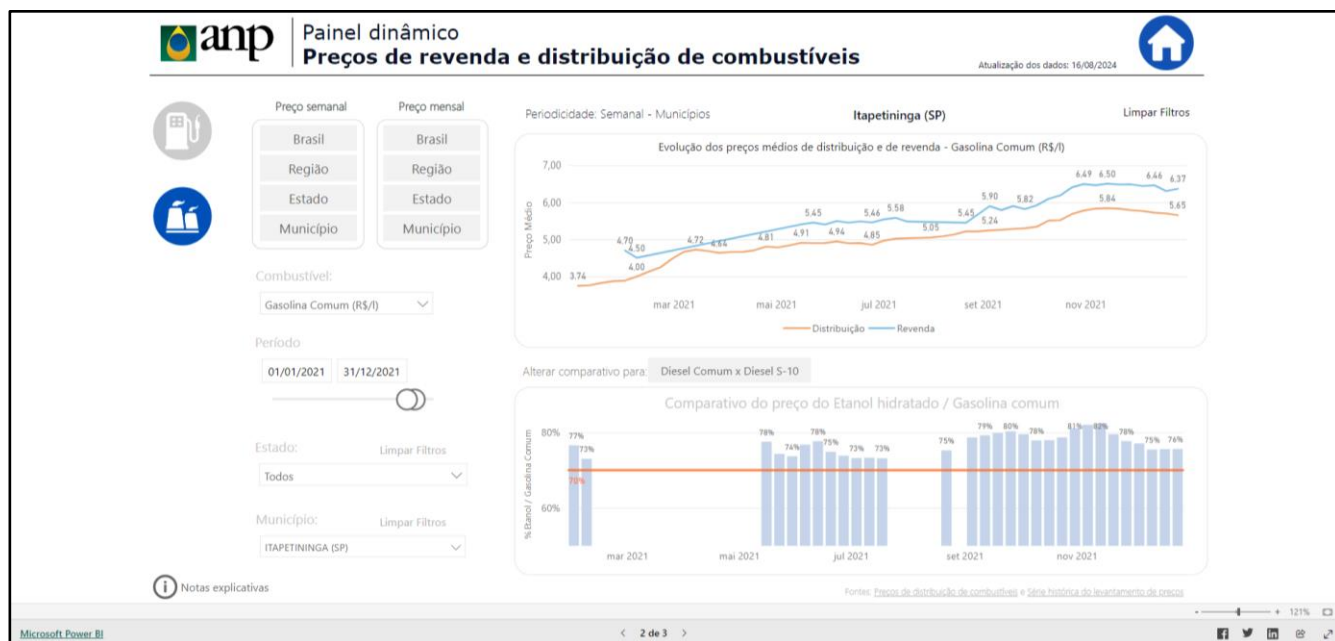 anp
Painel dinâmico
Preços de revenda e distribuição de combustíveis
Atualização dos dados: 16/08/2024
Preço semanal
Brasil
Região
Estado
Município
Preço mensal
Brasil
Região
Estado
Município
Combustível:
Gasolina Comum (R$/l)
Período
01/01/2021 31/12/2021
Estado: Limpar Filtros
Todos
Município: Limpar Filtros
ITAPETININGA (SP)
Notas explicativas
Periodicidade: Semanal - Municípios Itapetininga (SP) Limpar Filtros
Evolução dos preços médios de distribuição e de revenda - Gasolina Comum (R$/l)
Preço Médio
7,00
6,00
5,00
4,00
3.74 4.70 4.50 4.00 4.72 4.64 4.81 4.91 5.45 4.94 5.46 4.85 5.58 5.05 5.45 5.90 5.24 5.82 6.49 6.50 5.84 6.46 6.37 5.65
mar 2021 mai 2021 jul 2021 set 2021 nov 2021
Distribuição Revenda
Alterar comparativo para: Diesel Comum x Diesel S-10
Comparativo do preço do Etanol hidratado / Gasolina comum
% Etanol / Gasolina Comum
80%
60%
77% 73% 78% 74% 78% 75% 73% 73% 75% 79% 80% 78% 81% 82% 78% 75% 76%
70%
mar 2021 mai 2021 jul 2021 set 2021 nov 2021
Fontes: Preços de distribuição de combustíveis e Série histórica do levantamento de preços
- + 121%
Microsoft Power BI
< 2 de 3 >